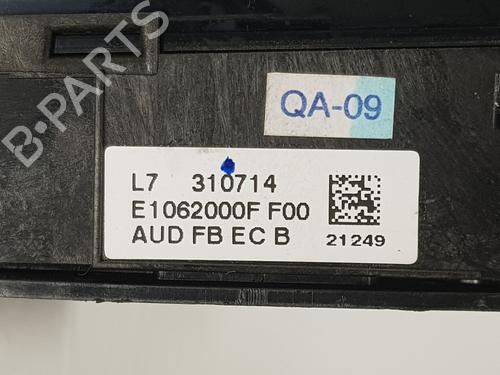 QA-09
L7 310714
E1062000F F00
AUD FB EC B
21249
B-PARTS